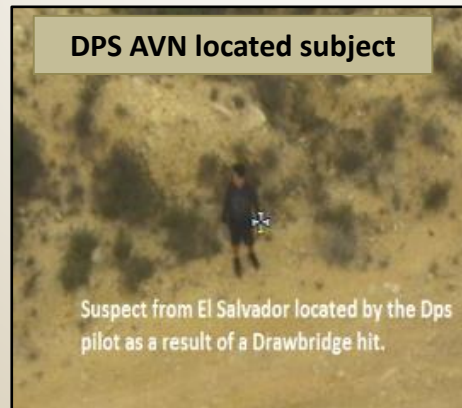 DPS AVN located subject
Suspect from El Salvador located by the Dps
pilot as a result of a Drawbridge hit.